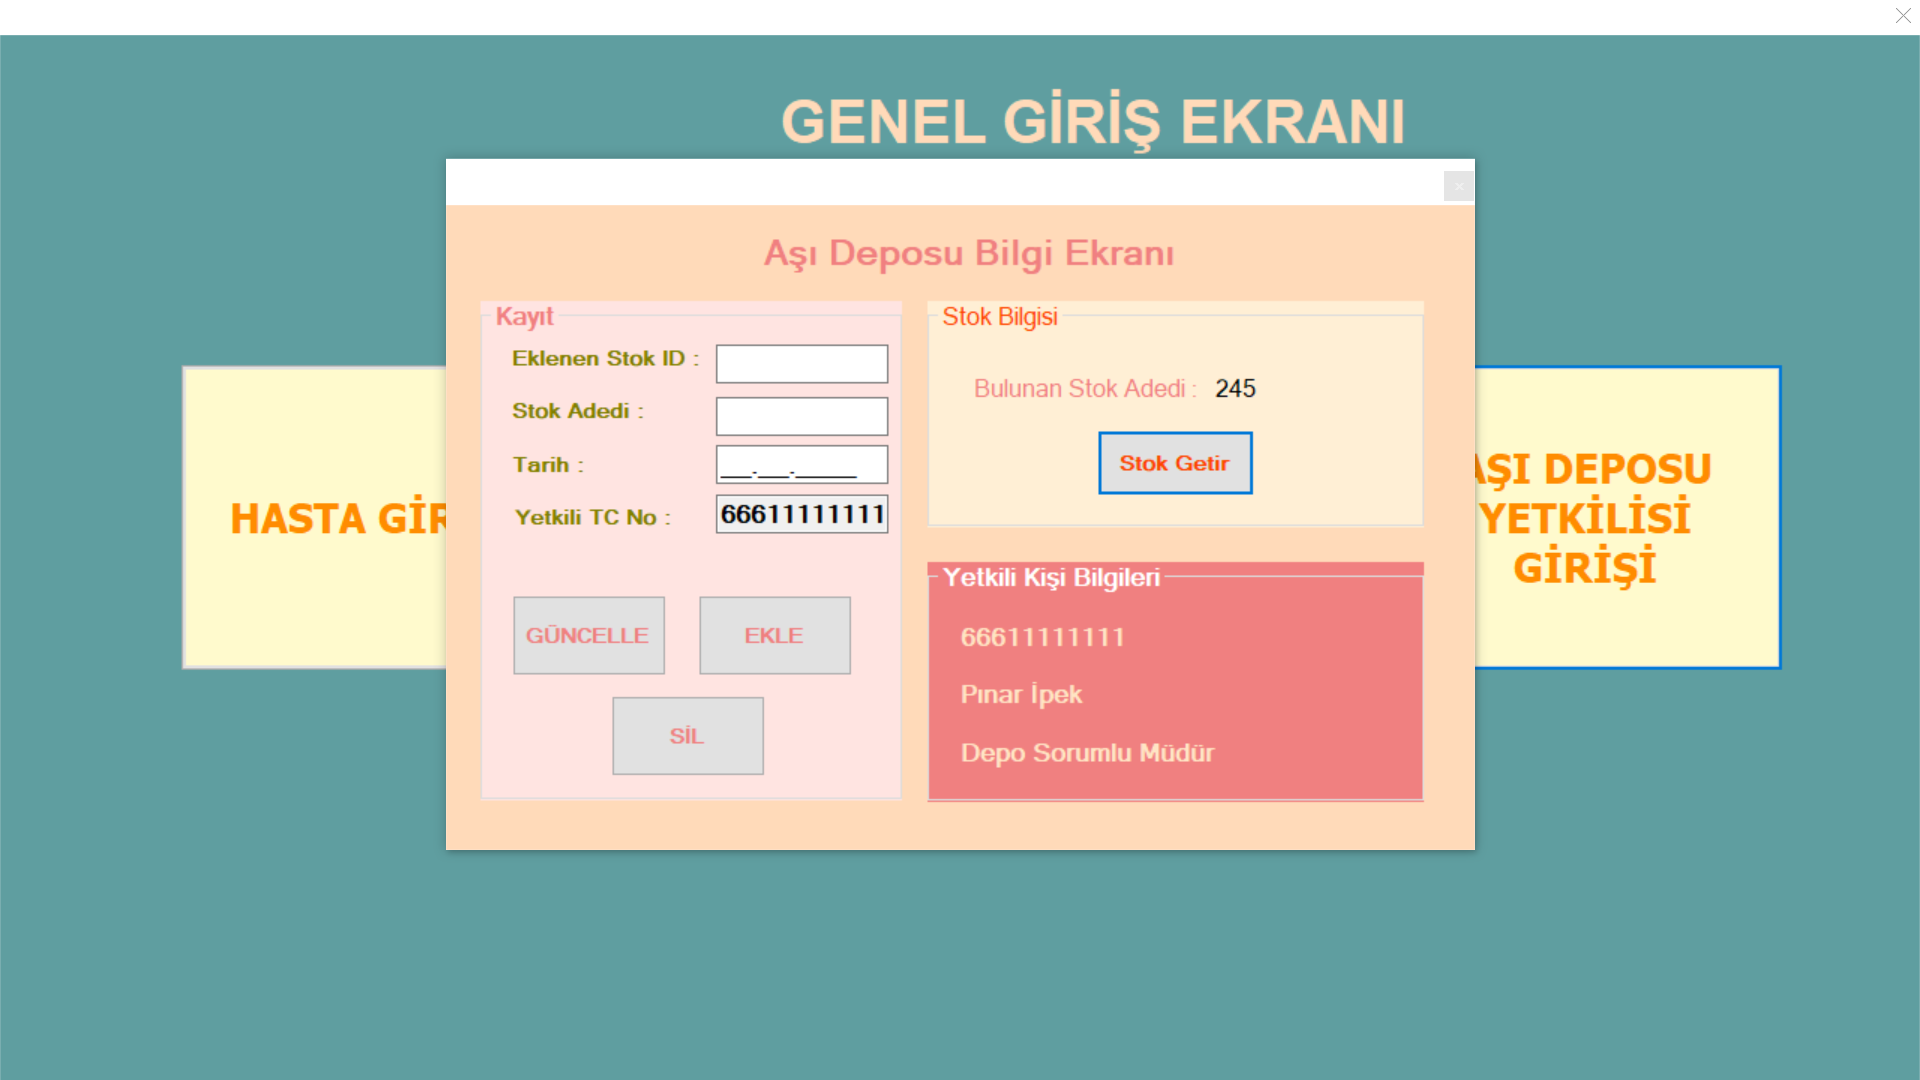 GENEL GİRİŞ EKRANI
Aşı Deposu Bilgi Ekranı
Kayıt
Eklenen Stok ID :
Stok Adedi :
Tarih : __.__.____
Yetkili TC No : 66611111111
GÜNCELLE
EKLE
SİL
Stok Bilgisi
Bulunan Stok Adedi : 245
Stok Getir
Yetkili Kişi Bilgileri
66611111111
Pınar İpek
Depo Sorumlu Müdür
HASTA GİR
AŞI DEPOSU
YETKİLİSİ
GİRİŞİ